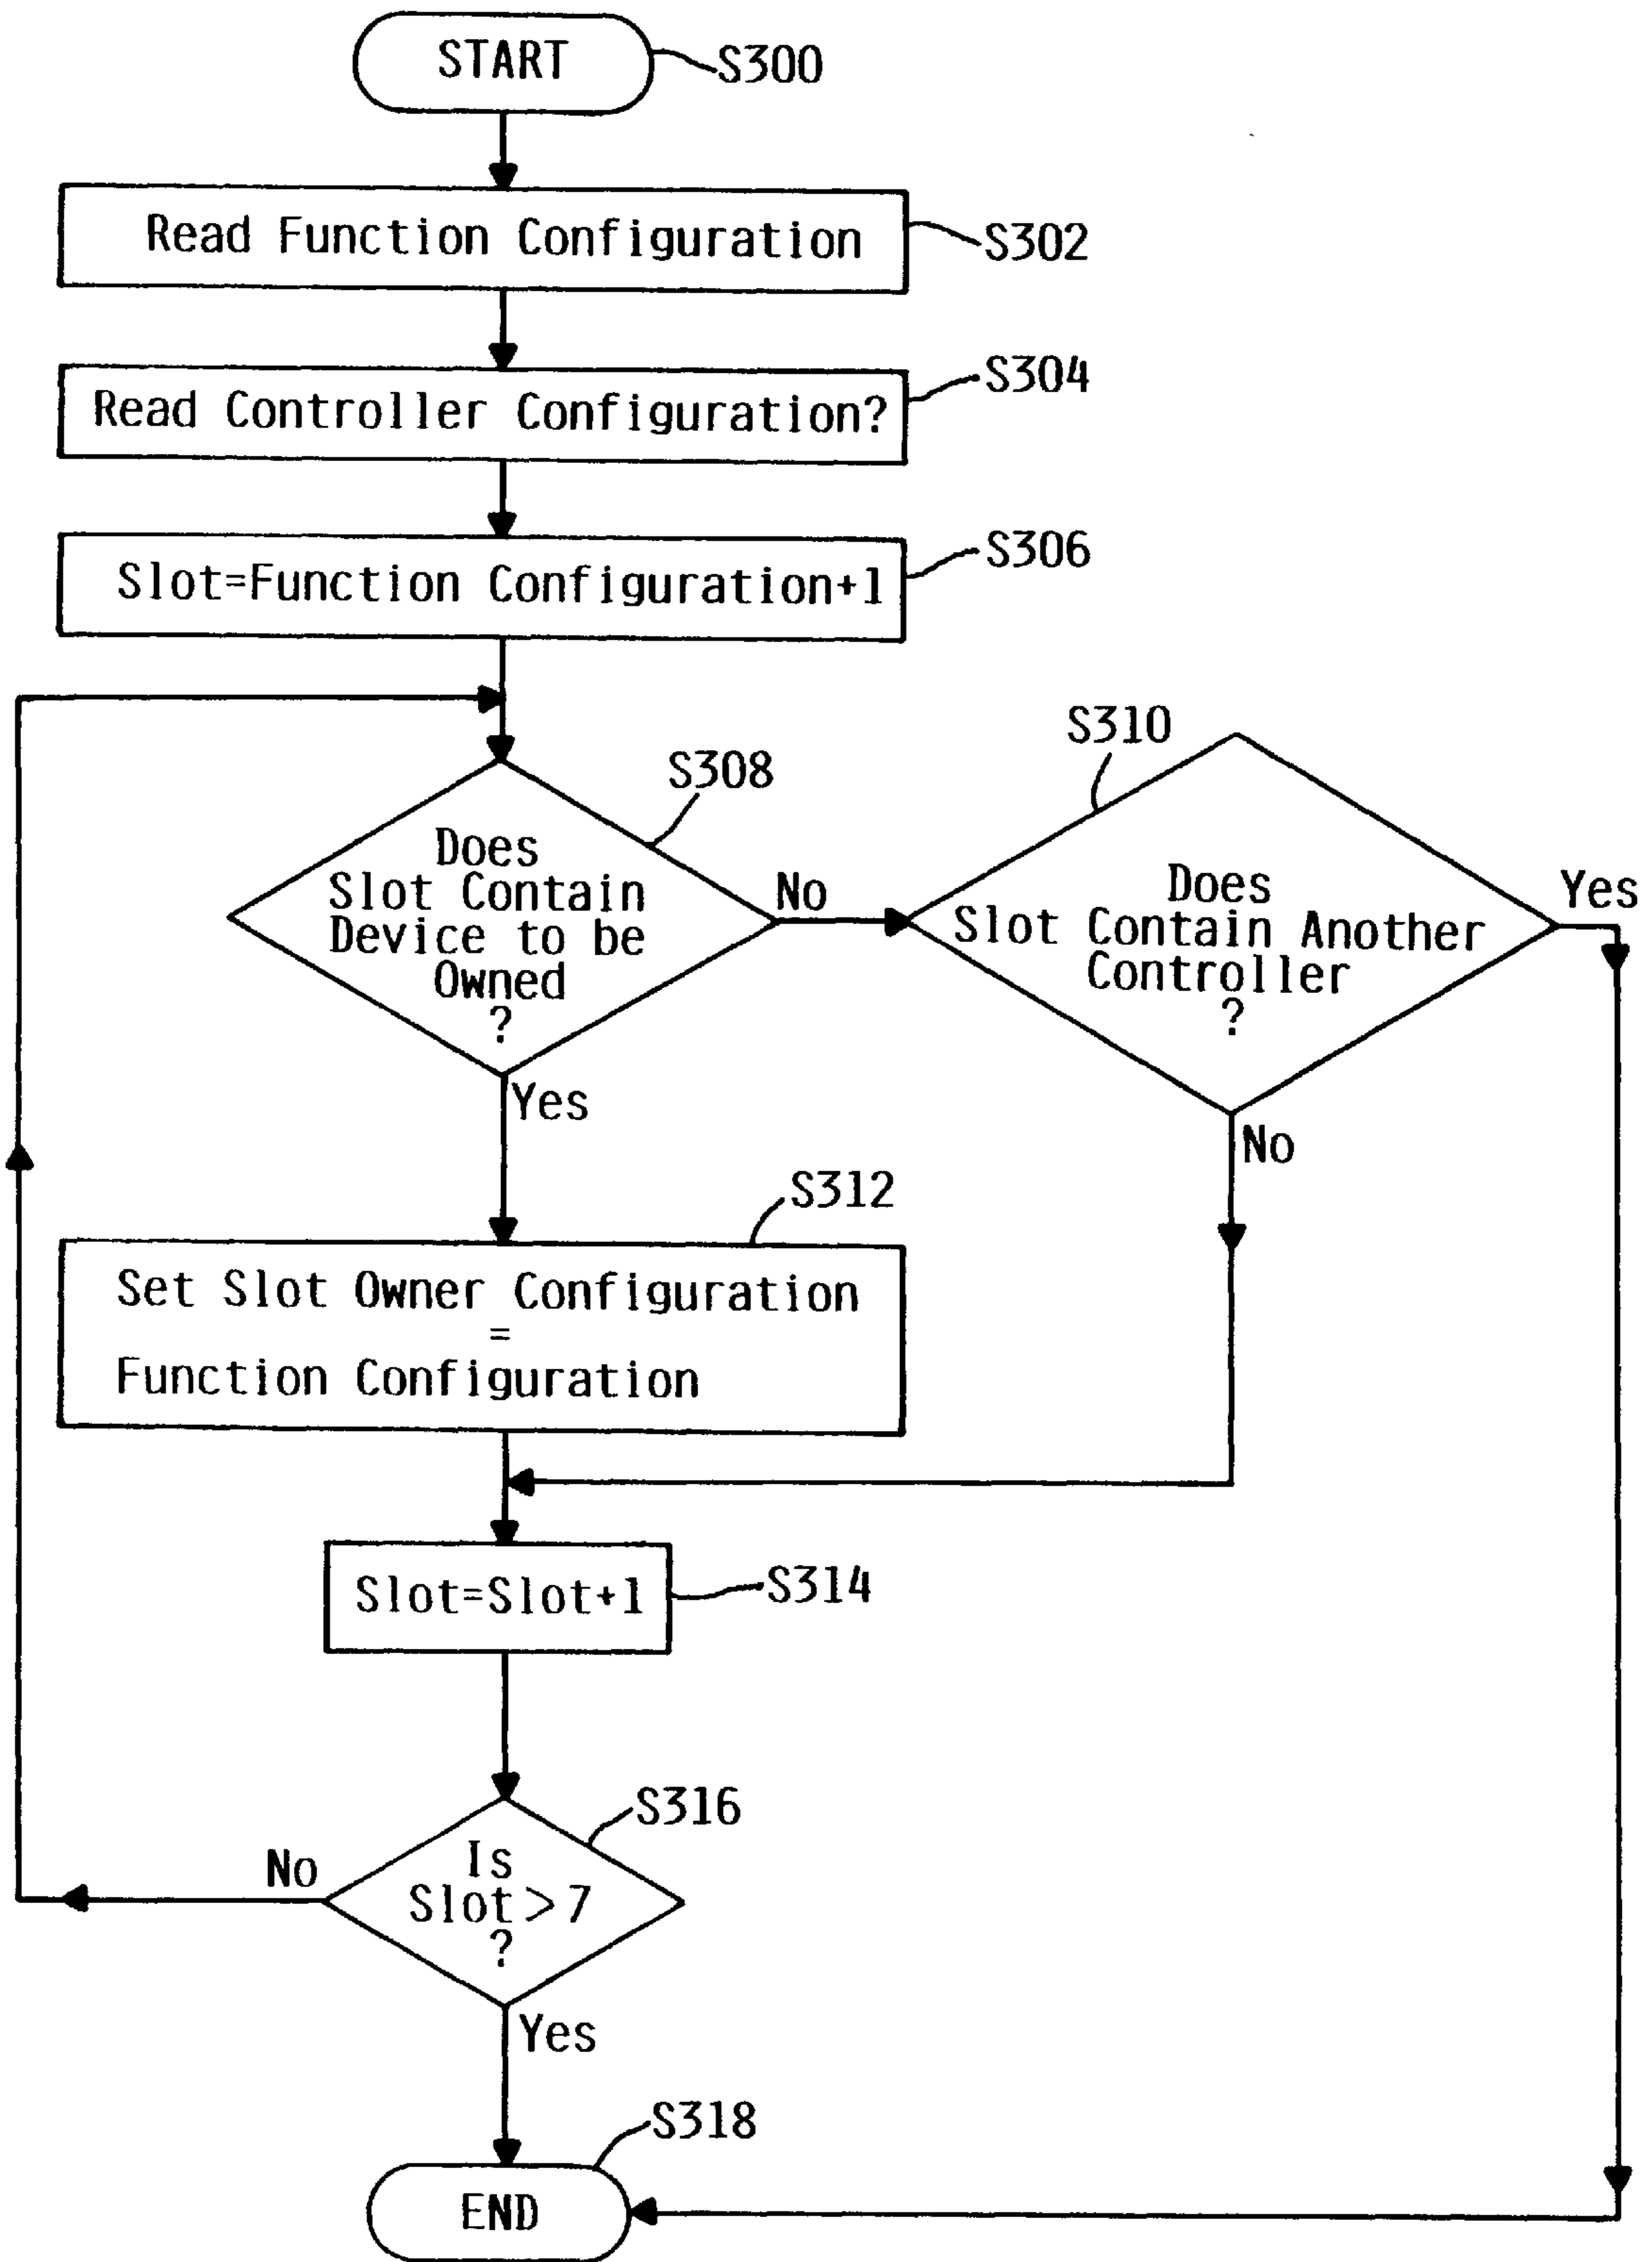 START
S300
Read Function Configuration
S302
Read Controller Configuration?
S304
Slot=Function Configuration+1
S306
S308
Does
Slot Contain
Device to be
Owned
?
No
Yes
S310
Does
Slot Contain Another
Controller
?
Yes
No
S312
Set Slot Owner Configuration
=
Function Configuration
Slot=Slot+1
S314
S316
Is
Slot>7
?
No
Yes
S318
END